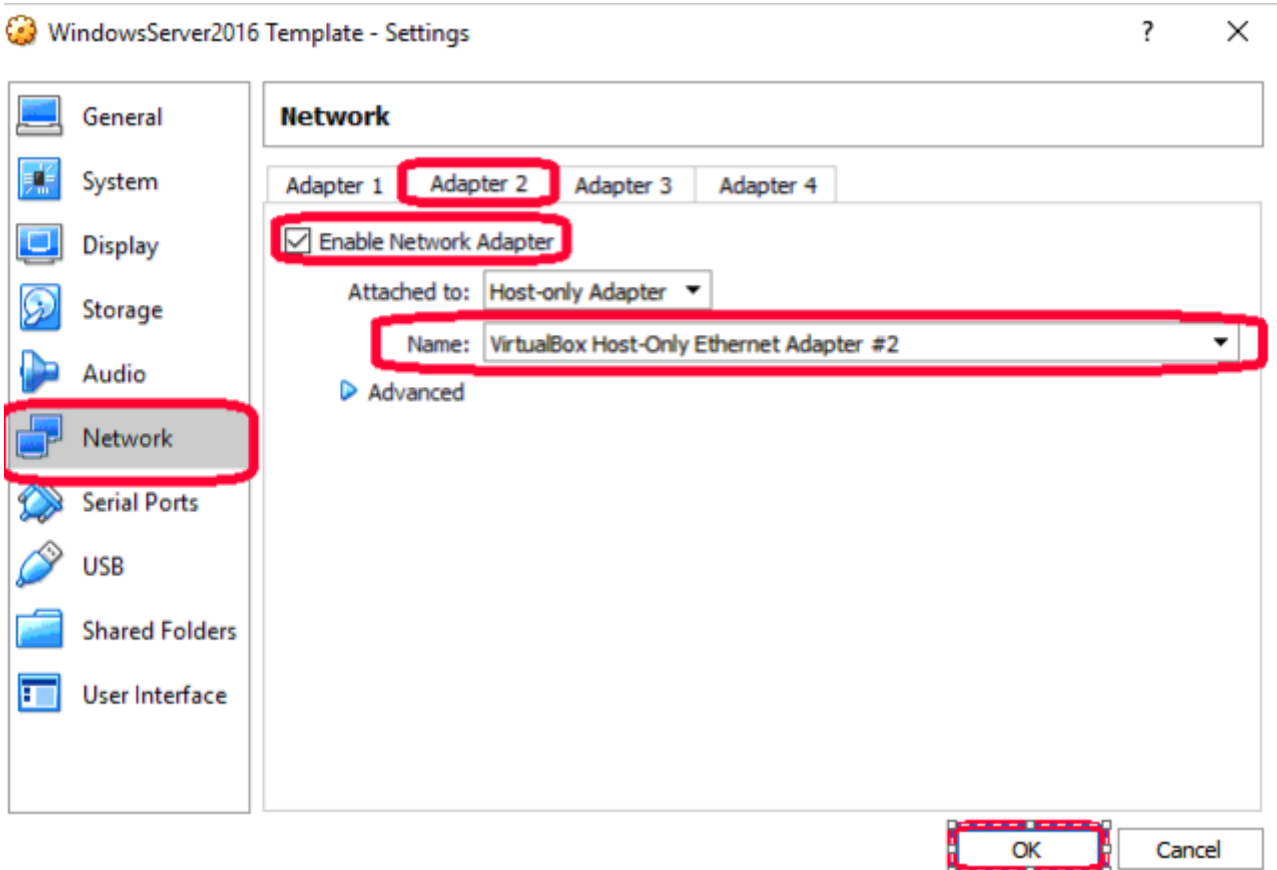 WindowsServer2016 Template - Settings
?
General
System
Display
Storage
Audio
Network
Serial Ports
USB
Shared Folders
User Interface
Network
Adapter 1
Adapter 2
Adapter 3
Adapter 4
Enable Network Adapter
Attached to: Host-only Adapter
Name: VirtualBox Host-Only Ethernet Adapter #2
Advanced
OK
Cancel